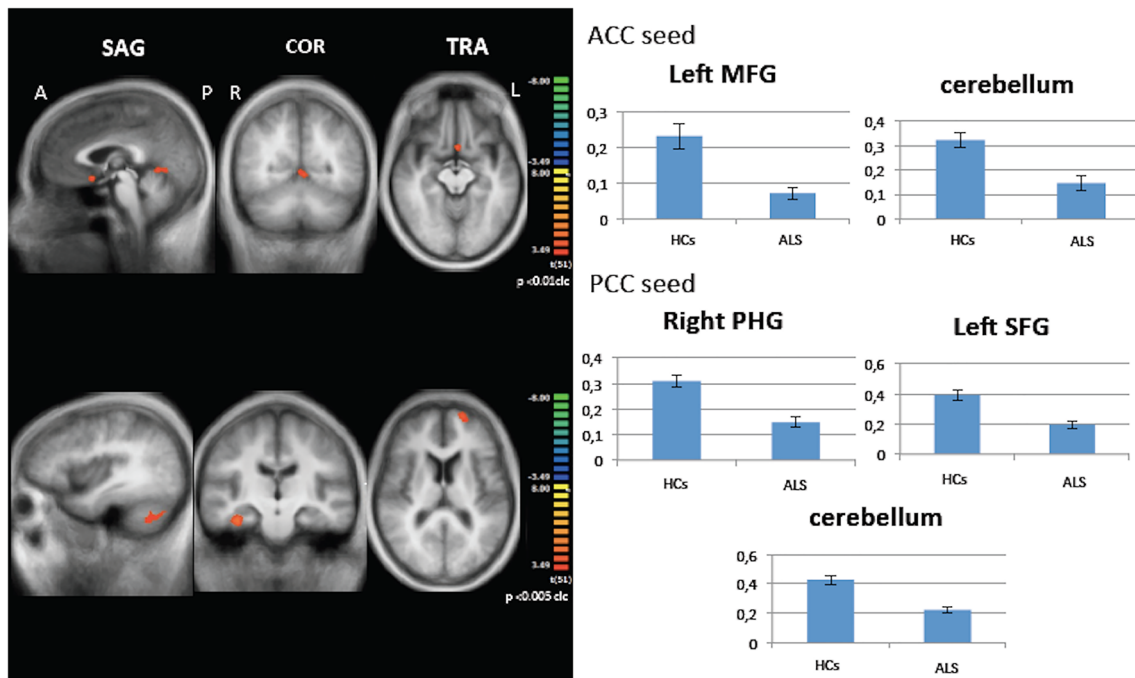 SAG COR TRA
A P R L
-8.00
-3.49
8.00
3.49
t(51)
p <0.01clc
-8.00
-3.49
8.00
3.49
t(51)
p <0.005 clc
ACC seed
Left MFG
0,3
0,2
0,1
0
HCs ALS
cerebellum
0,4
0,3
0,2
0,1
0
HCs ALS
PCC seed
Right PHG
0,4
0,3
0,2
0,1
0
HCs ALS
Left SFG
0,6
0,4
0,2
0
HCs ALS
cerebellum
0,6
0,4
0,2
0
HCs ALS